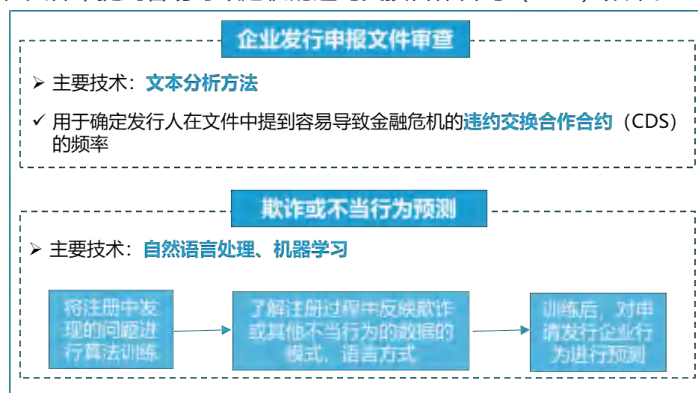 企业发行申报文件审查
➢ 主要技术：文本分析方法
✓ 用于确定发行人在文件中提到容易导致金融危机的违约交换合作合约（CDS）
的频率
欺诈或不当行为预测
➢ 主要技术：自然语言处理、机器学习
将注册中发
现的问题进
行算法训练
了解注册过程中反映欺诈
或其他不当行为的数据的
模式、语言方式
训练后，对申
请发行企业行
为进行预测